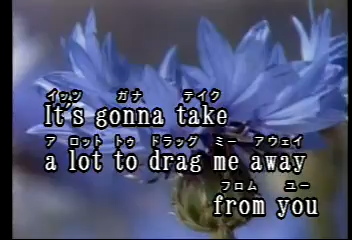 イッツ ガナ テイク
It's gonna take
ア ロット トゥ ドラッグ ミー アウェイ
a lot to drag me away
フロム ユー
from you